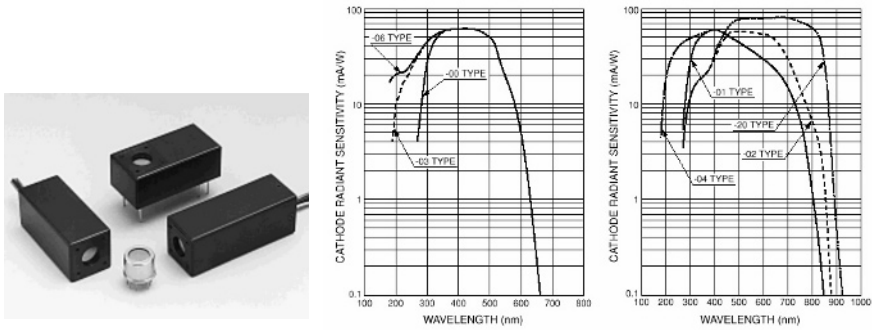 CATHODE RADIANT SENSITIVITY (mA/W)
100
10
1
0.1
-06 TYPE
-00 TYPE
-03 TYPE
100 200 300 400 500 600 700 800
WAVELENGTH (nm)
CATHODE RADIANT SENSITIVITY (mA/W)
100
10
1
0.1
-01 TYPE
-20 TYPE
-02 TYPE
-04 TYPE
100 200 300 400 500 600 700 800 900 1000
WAVELENGTH (nm)